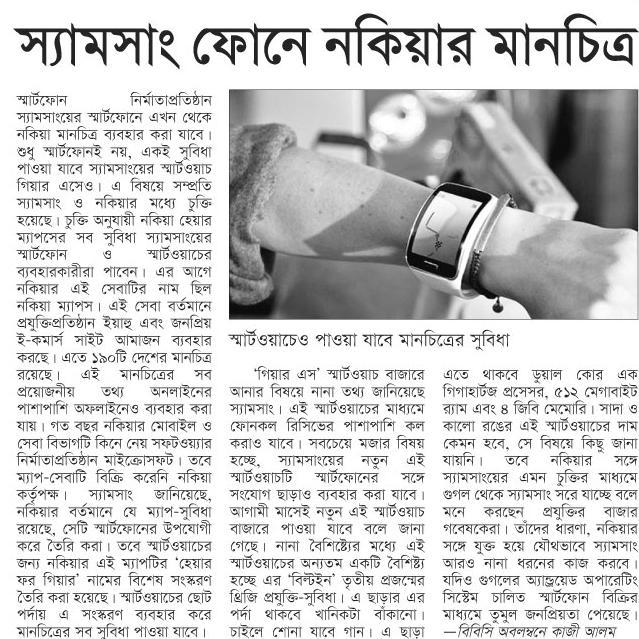 স্যামসাং ফোনে নকিয়ার মানচিত্র
স্মার্টফোন নির্মাতাপ্রতিষ্ঠান
স্যামসাংয়ের স্মার্টফোনে এখন থেকে
নকিয়া মানচিত্র ব্যবহার করা যাবে।
শুধু স্মার্টফোনই নয়, একই সুবিধা
পাওয়া যাবে স্যামসাংয়ের স্মার্টওয়াচ
গিয়ার এসেও। এ বিষয়ে সম্প্রতি
স্যামসাং ও নকিয়ার মধ্যে চুক্তি
হয়েছে। চুক্তি অনুযায়ী নকিয়া হেয়ার
ম্যাপসের সব সুবিধা স্যামসাংয়ের
স্মার্টফোন ও স্মার্টওয়াচের
ব্যবহারকারীরা পাবেন। এর আগে
নকিয়ার এই সেবাটির নাম ছিল
নকিয়া ম্যাপস। এই সেবা বর্তমানে
প্রযুক্তিপ্রতিষ্ঠান ইয়াহু এবং জনপ্রিয়
ই-কমার্স সাইট আমাজন ব্যবহার
করছে। এতে ১৯০টি দেশের মানচিত্র
রয়েছে। এই মানচিত্রের সব
প্রয়োজনীয় তথ্য অনলাইনের
পাশাপাশি অফলাইনেও ব্যবহার করা
যায়। গত বছর নকিয়ার মোবাইল ও
সেবা বিভাগটি কিনে নেয় সফটওয়্যার
নির্মাতাপ্রতিষ্ঠান মাইক্রোসফট। তবে
ম্যাপ-সেবাটি বিক্রি করেনি নকিয়া
কর্তৃপক্ষ। স্যামসাং জানিয়েছে,
নকিয়ার বর্তমানে যে ম্যাপ-সুবিধা
রয়েছে, সেটি স্মার্টফোনের উপযোগী
করে তৈরি করা। তবে স্মার্টওয়াচের
জন্য নকিয়ার এই ম্যাপটির ‘হেয়ার
ফর গিয়ার’ নামের বিশেষ সংস্করণ
তৈরি করা হয়েছে। স্মার্টওয়াচের ছোট
পর্দায় এ সংস্করণ ব্যবহার করে
মানচিত্রের সব সুবিধা পাওয়া যাবে।
স্মার্টওয়াচেও পাওয়া যাবে মানচিত্রের সুবিধা
‘গিয়ার এস’ স্মার্টওয়াচ বাজারে
আনার বিষয়ে নানা তথ্য জানিয়েছে
স্যামসাং। এই স্মার্টওয়াচের মাধ্যমে
ফোনকল রিসিভের পাশাপাশি কল
করাও যাবে। সবচেয়ে মজার বিষয়
হচ্ছে, স্যামসাংয়ের নতুন এই
স্মার্টওয়াচটি স্মার্টফোনের সঙ্গে
সংযোগ ছাড়াও ব্যবহার করা যাবে।
আগামী মাসেই নতুন এই স্মার্টওয়াচ
বাজারে পাওয়া যাবে বলে জানা
গেছে। নানা বৈশিষ্ট্যের মধ্যে এই
স্মার্টওয়াচের অন্যতম একটি বৈশিষ্ট্য
হচ্ছে এর ‘বিল্টইন’ তৃতীয় প্রজন্মের
থ্রিজি প্রযুক্তি-সুবিধা। এ ছাড়া এর
পর্দা থাকবে খানিকটা বাঁকানো।
চাইলে শোনা যাবে গান। এ ছাড়া
এতে থাকবে ডুয়াল কোর এক
গিগাহার্টজ প্রসেসর, ৫১২ মেগাবাইট
র‍্যাম এবং ৪ জিবি মেমোরি। সাদা ও
কালো রঙের এই স্মার্টওয়াচের দাম
কেমন হবে, সে বিষয়ে কিছু জানা
যায়নি। তবে নকিয়ার সঙ্গে
স্যামসাংয়ের এমন চুক্তির মাধ্যমে
গুগল থেকে স্যামসাং সরে যাচ্ছে বলে
মনে করছেন প্রযুক্তির বাজার
গবেষকেরা। তাঁদের ধারণা, নকিয়ার
সঙ্গে যুক্ত হয়ে যৌথভাবে স্যামসাং
আরও নানা ধরনের কাজ করবে।
যদিও গুগলের অ্যান্ড্রয়েড অপারেটিং
সিস্টেম চালিত স্মার্টফোন বিক্রির
মাধ্যমে তুমুল জনপ্রিয়তা পেয়েছে।
—বিবিসি অবলম্বনে কাজী আলম